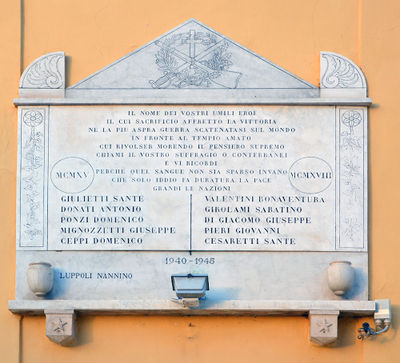 IL NOME DEI VOSTRI UMILI EROI
IL CUI SACRIFICIO AFFRETTO LA VITTORIA
NE LA PIU ASPRA GUERRA SCATENATASI SUL MONDO
IN FRONTE AL TEMPIO AMATO
CUI RIVOLSER MORENDO IL PENSIERO SUPREMO
CHIAMI IL VOSTRO SUFFRAGIO O CONTERRANEI
E VI RICORDI
PERCHE QUEL SANGUE NON SIA SPARSO INVANO
CHE SOLO IDDIO FA DURATURA LA PACE
GRANDI LE NAZIONI
MCMXV
MCMXVIII
GIULIETTI SANTE
DONATI ANTONIO
PONZI DOMENICO
MIGNOZZETTI GIUSEPPE
CEPPI DOMENICO
VALENTINI BONAVENTURA
GIROLAMI SABATINO
DI GIACOMO GIUSEPPE
PIERI GIOVANNI
CESARETTI SANTE
1940-1945
LUPPOLI NANNINO